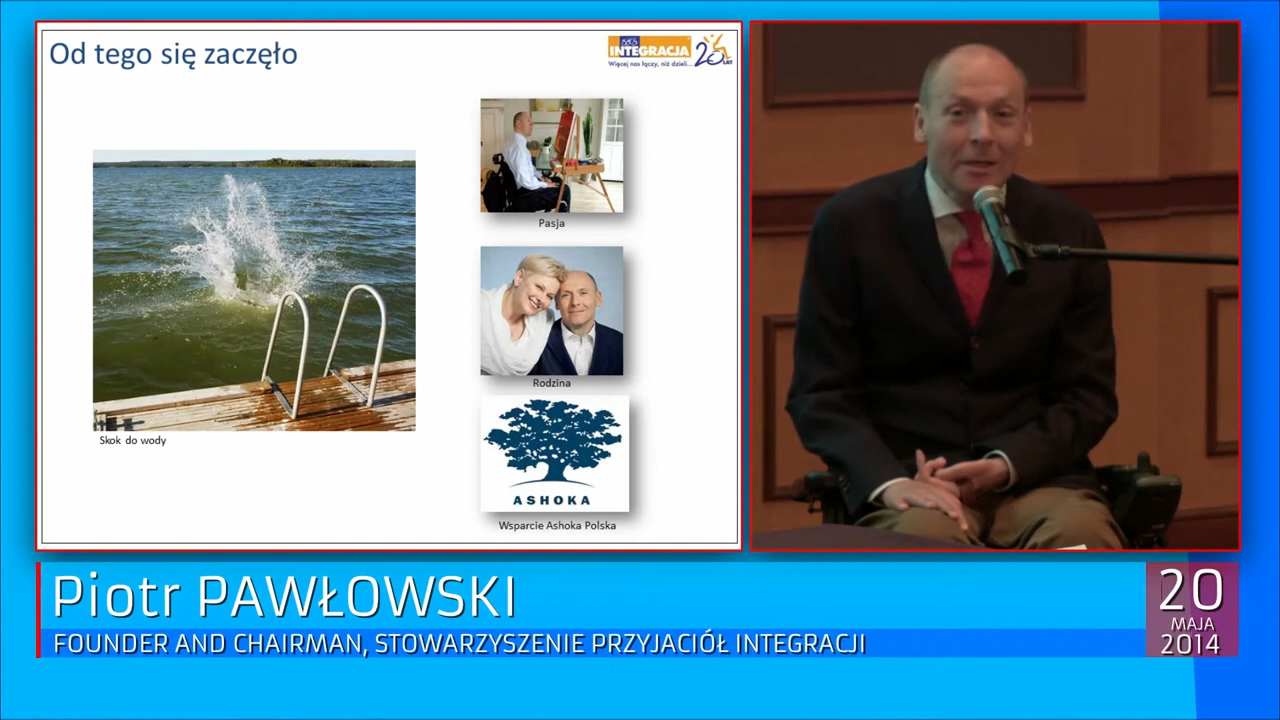 Od tego się zaczęło
INTEGRACJA
Więcej nas łączy, niż dzieli...
20 LAT
Pasja
Rodzina
Skok do wody
ASHOKA
Wsparcie Ashoka Polska
Piotr PAWŁOWSKI
FOUNDER AND CHAIRMAN, STOWARZYSZENIE PRZYJACIÓŁ INTEGRACJI
20
MAJA
2014